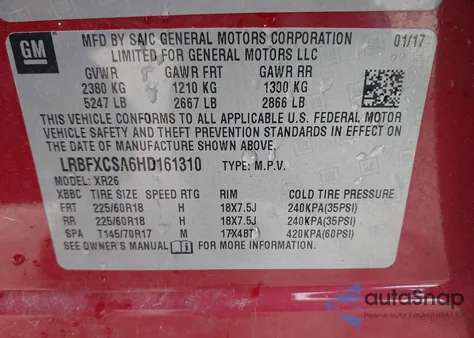 GM
MFD BY SAIC GENERAL MOTORS CORPORATION 01/17
LIMITED FOR GENERAL MOTORS LLC
GVWR GAWR FRT GAWR RR
2380 KG 1210 KG 1300 KG
5247 LB 2667 LB 2866 LB
THIS VEHICLE CONFORMS TO ALL APPLICABLE U.S. FEDERAL MOTOR
VEHICLE SAFETY AND THEFT PREVENTION STANDARDS IN EFFECT ON
THE DATE OF MANUFACTURE SHOWN ABOVE.
LRBFXCSA6HD161310 TYPE: M.P.V.
MODEL: XR26
XBBC TIRE SIZE SPEED RTG RIM COLD TIRE PRESSURE
FRT 225/60R18 H 18X7.5J 240KPA(35PSI)
RR 225/60R18 H 18X7.5J 240KPA(35PSI)
SPA T145/70R17 M 17X4BT 420KPA(60PSI)
SEE OWNER'S MANUAL FOR MORE INFORMATION
autoSnap